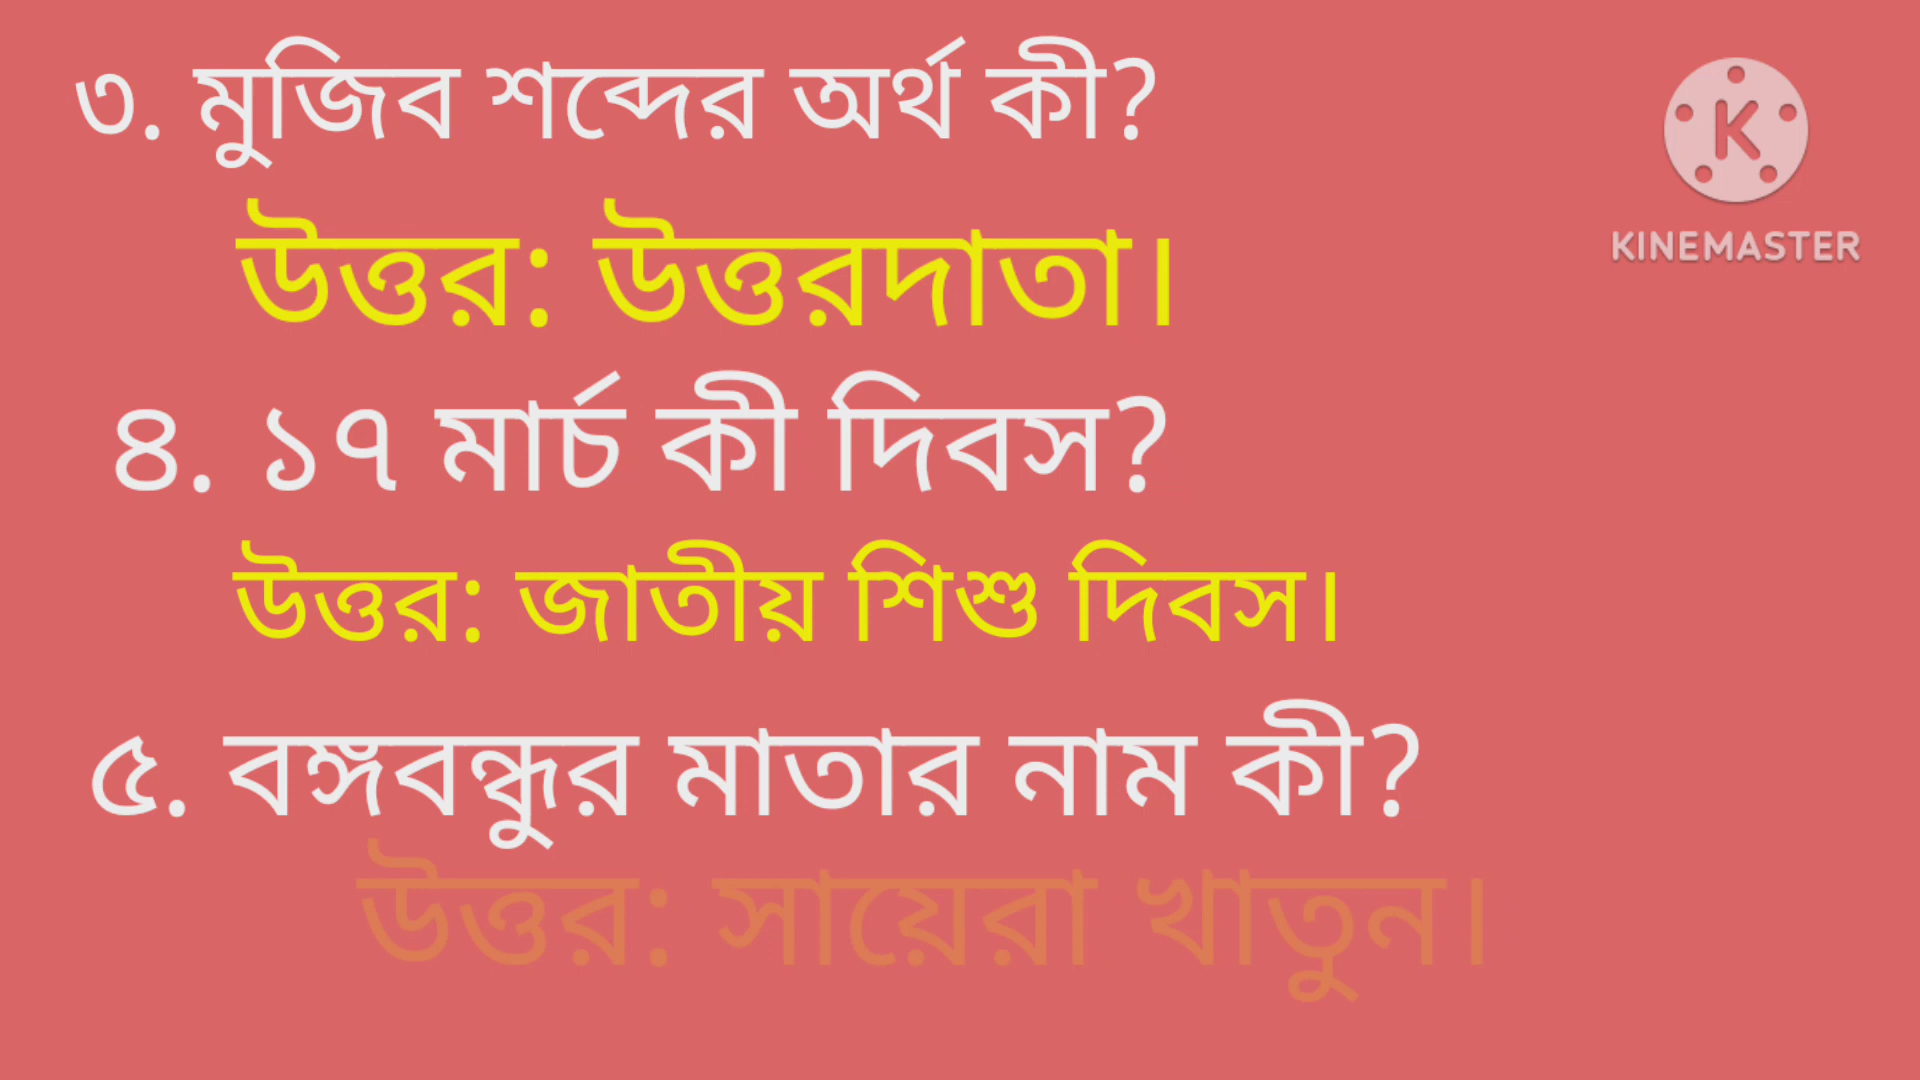 ৩. মুজিব শব্দের অর্থ কী?
উত্তর: উত্তরদাতা।
৪. ১৭ মার্চ কী দিবস?
উত্তর: জাতীয় শিশু দিবস।
৫. বঙ্গবন্ধুর মাতার নাম কী?
উত্তর: সায়েরা খাতুন।
K
KINEMASTER